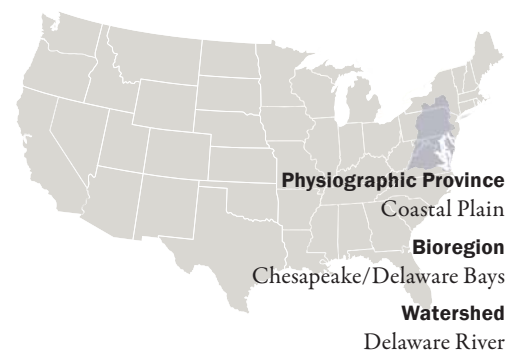 Physiographic Province
Coastal Plain
Bioregion
Chesapeake/Delaware Bays
Watershed
Delaware River